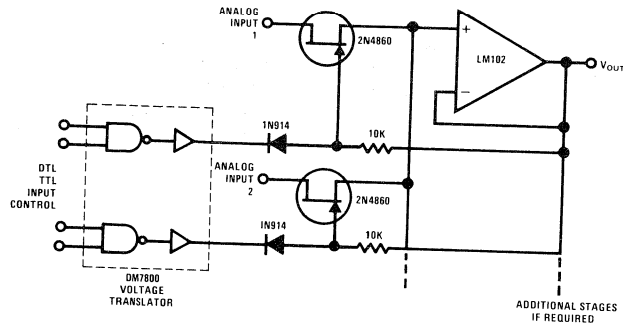 ANALOG
INPUT
1
2N4860
+
LM102
−
VOUT
1N914
10K
ANALOG
INPUT
2
2N4860
DTL
TTL
INPUT
CONTROL
IN914
10K
DM7800
VOLTAGE
TRANSLATOR
ADDITIONAL STAGES
IF REQUIRED